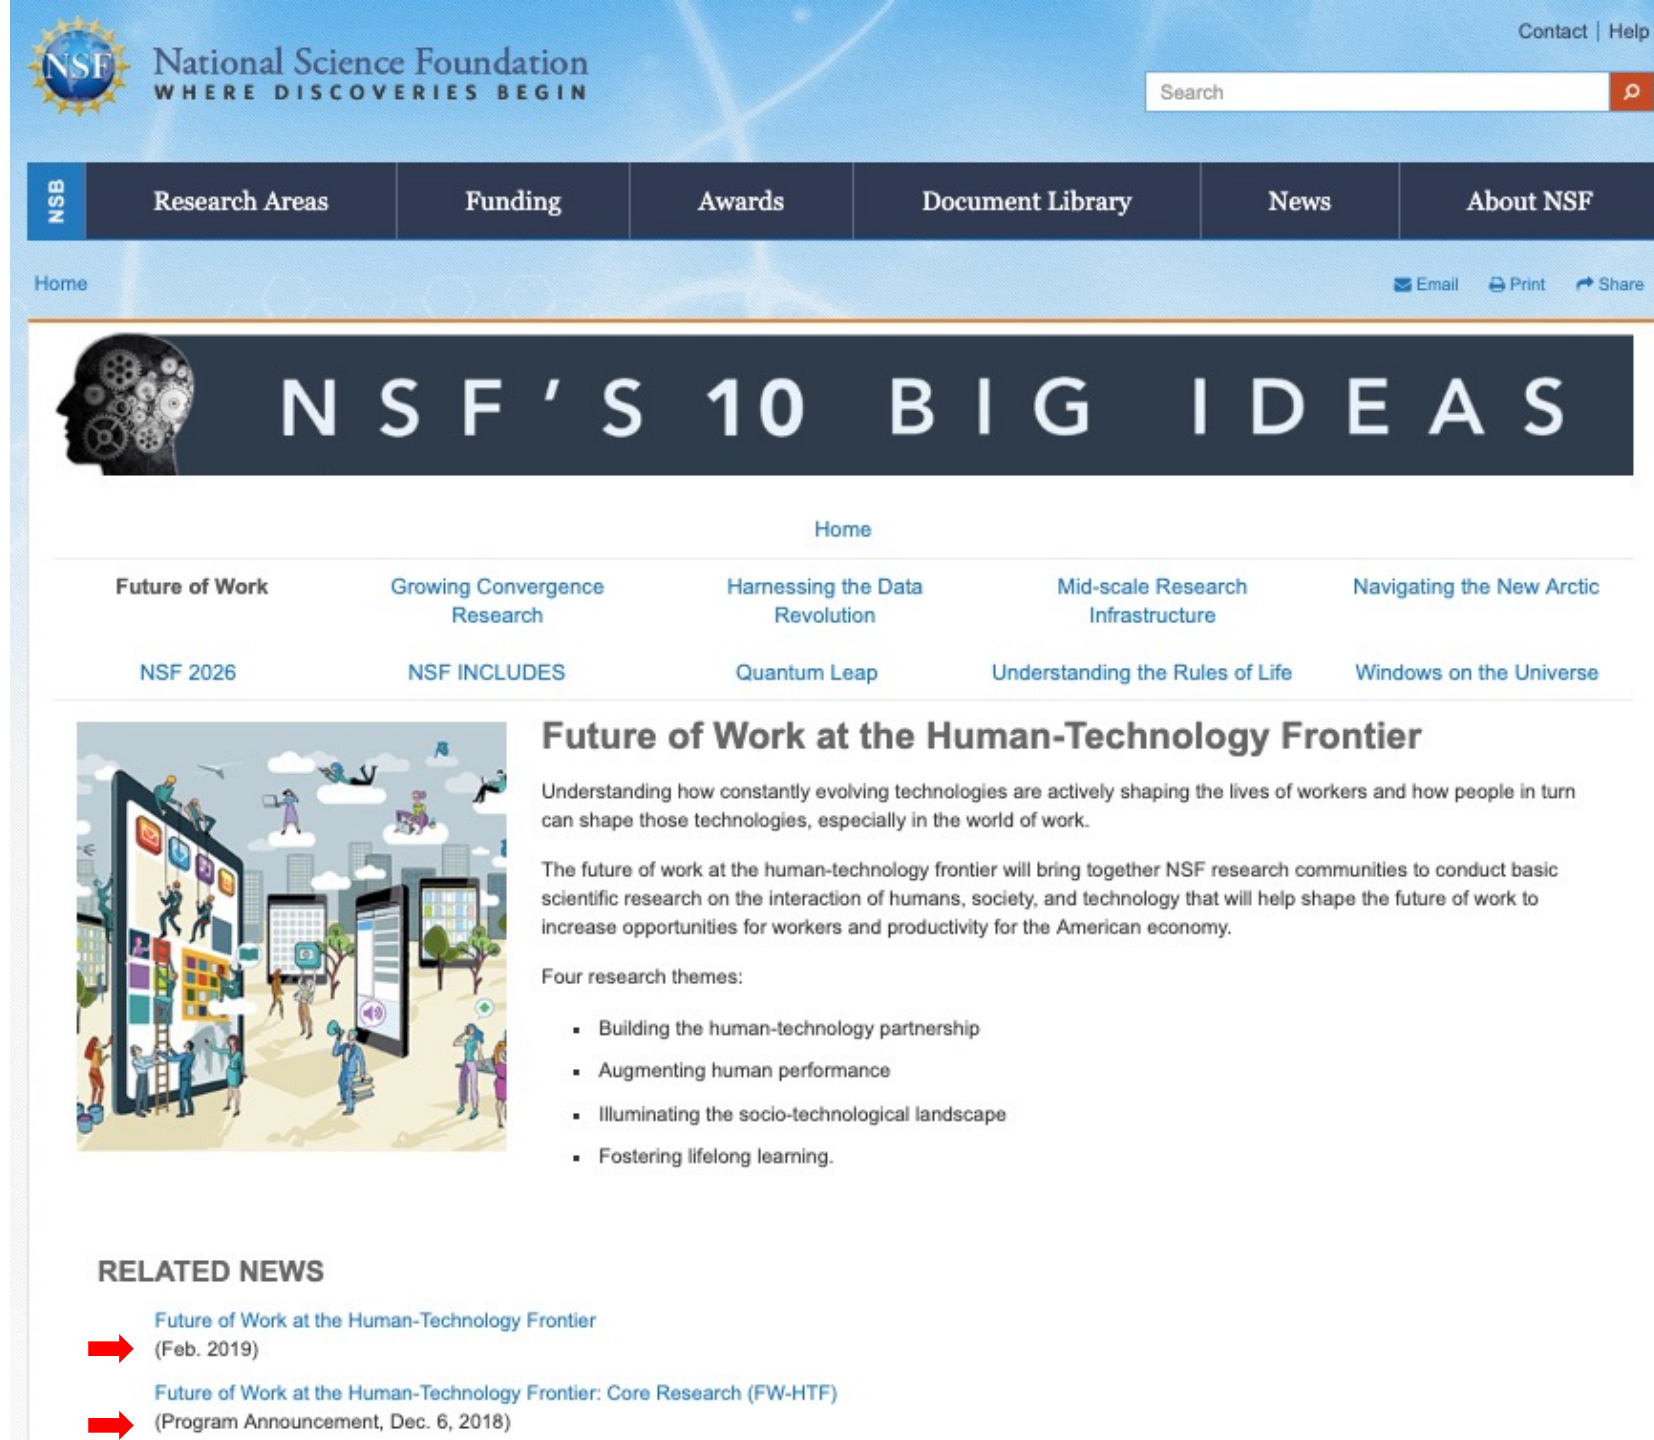 NSF
National Science Foundation
WHERE DISCOVERIES BEGIN
Contact | Help
Search
NSB
Research Areas
Funding
Awards
Document Library
News
About NSF
Home
Email
Print
Share
NSF'S 10 BIG IDEAS
Home
Future of Work
Growing Convergence
Research
Harnessing the Data
Revolution
Mid-scale Research
Infrastructure
Navigating the New Arctic
NSF 2026
NSF INCLUDES
Quantum Leap
Understanding the Rules of Life
Windows on the Universe
Future of Work at the Human-Technology Frontier
Understanding how constantly evolving technologies are actively shaping the lives of workers and how people in turn
can shape those technologies, especially in the world of work.
The future of work at the human-technology frontier will bring together NSF research communities to conduct basic
scientific research on the interaction of humans, society, and technology that will help shape the future of work to
increase opportunities for workers and productivity for the American economy.
Four research themes:
▪ Building the human-technology partnership
▪ Augmenting human performance
▪ Illuminating the socio-technological landscape
▪ Fostering lifelong learning.
RELATED NEWS
Future of Work at the Human-Technology Frontier
(Feb. 2019)
Future of Work at the Human-Technology Frontier: Core Research (FW-HTF)
(Program Announcement, Dec. 6, 2018)